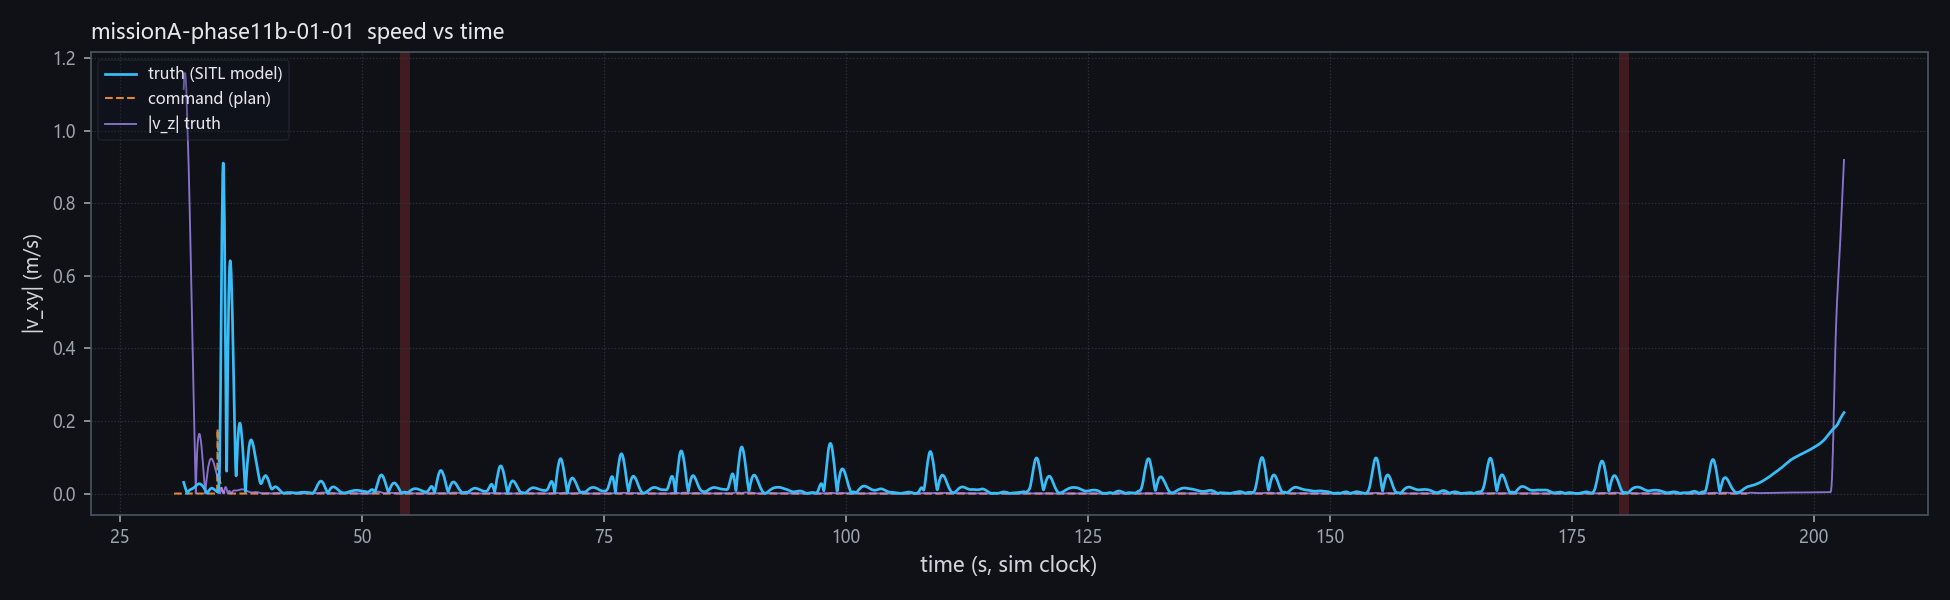 missionA-phase11b-01-01  speed vs time
truth (SITL model)
command (plan)
|v_z| truth
|v_xy| (m/s)
1.2
1.0
0.8
0.6
0.4
0.2
0.0
25 50 75 100 125 150 175 200
time (s, sim clock)